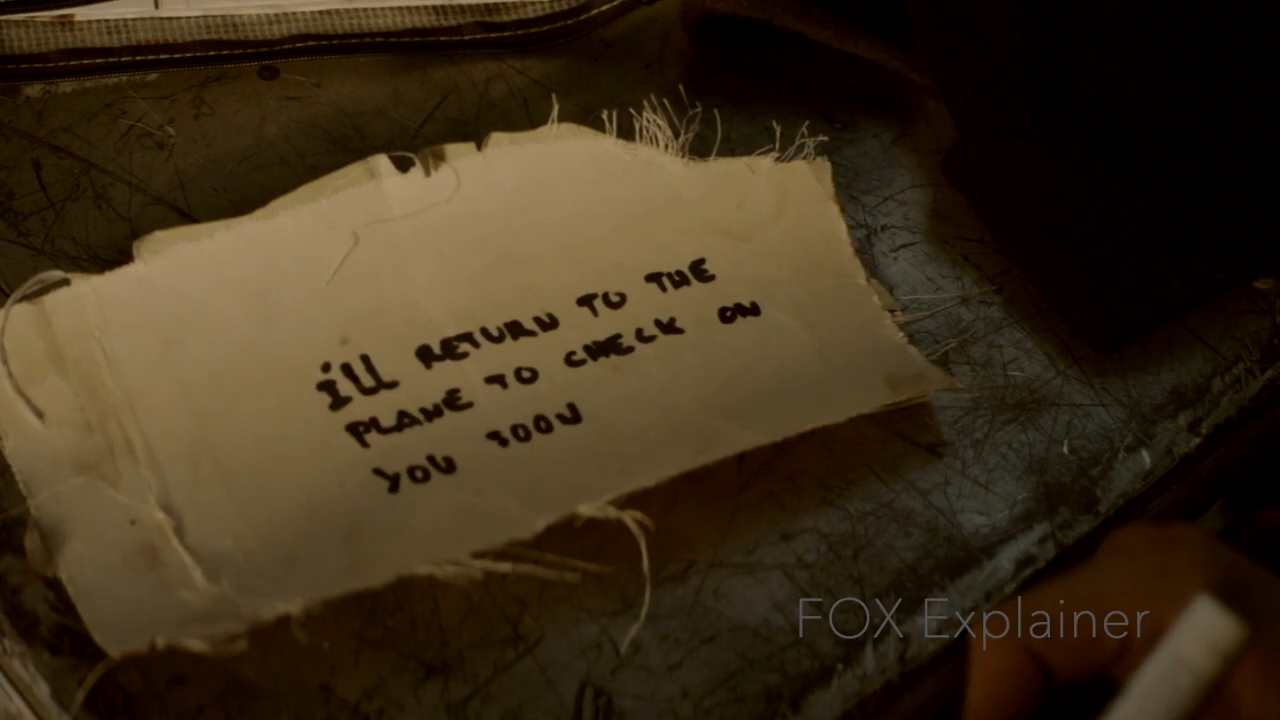 ill RETURN TO THE
PLANE TO CHECK ON
YOU SOON
FOX Explainer